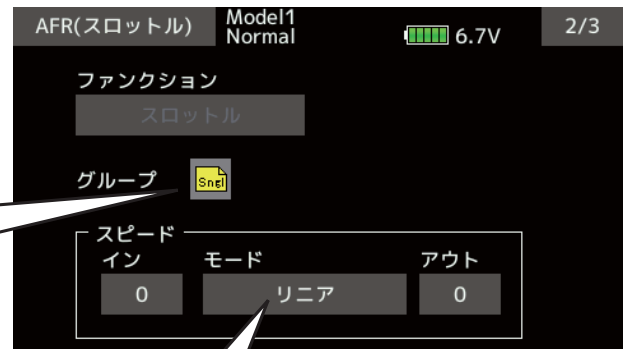 AFR(スロットル) Model1 Normal 6.7V 2/3
ファンクション
スロットル
グループ Sngl
スピード
イン モード アウト
0 リニア 0